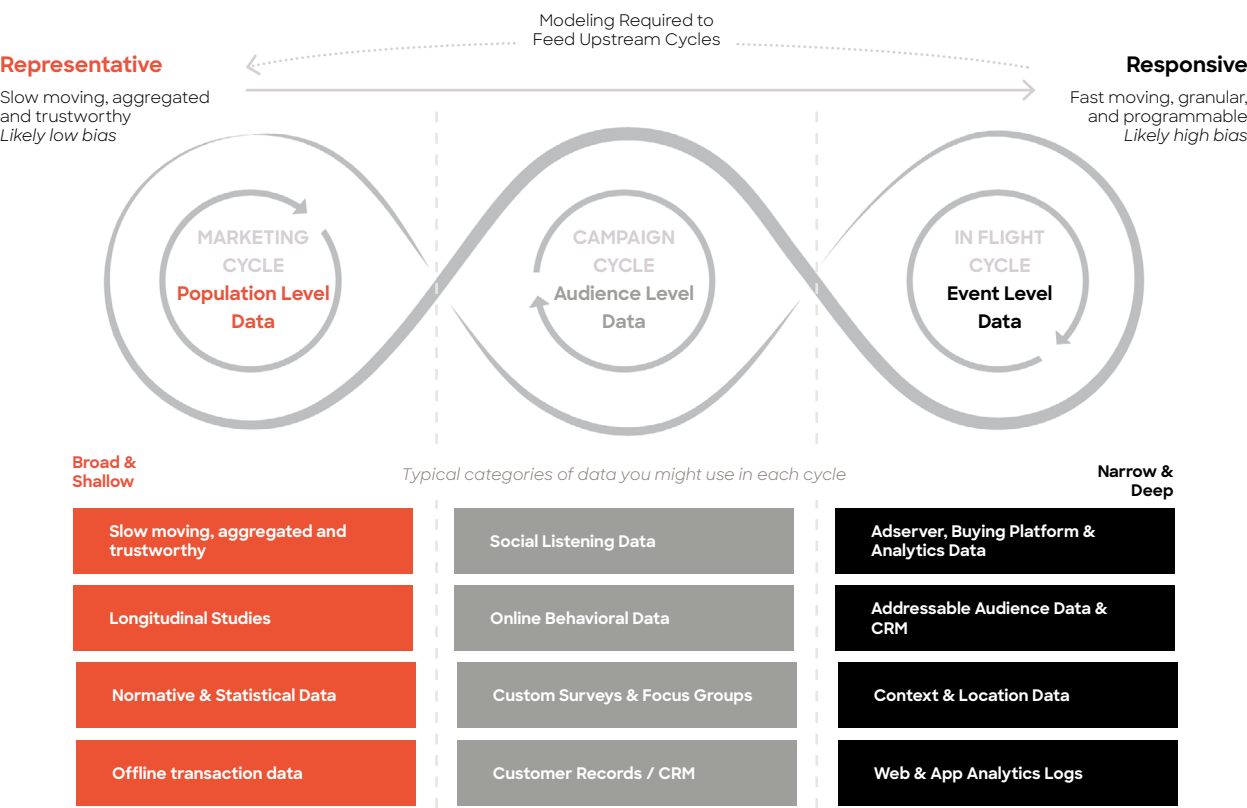 Modeling Required to
Feed Upstream Cycles
Representative
Slow moving, aggregated
and trustworthy
Likely low bias
Responsive
Fast moving, granular,
and programmable
Likely high bias
MARKETING
CYCLE
Population Level
Data
CAMPAIGN
CYCLE
Audience Level
Data
IN FLIGHT
CYCLE
Event Level
Data
Broad &
Shallow
Typical categories of data you might use in each cycle
Narrow &
Deep
Slow moving, aggregated and
trustworthy
Social Listening Data
Adserver, Buying Platform &
Analytics Data
Longitudinal Studies
Online Behavioral Data
Addressable Audience Data &
CRM
Normative & Statistical Data
Custom Surveys & Focus Groups
Context & Location Data
Offline transaction data
Customer Records / CRM
Web & App Analytics Logs